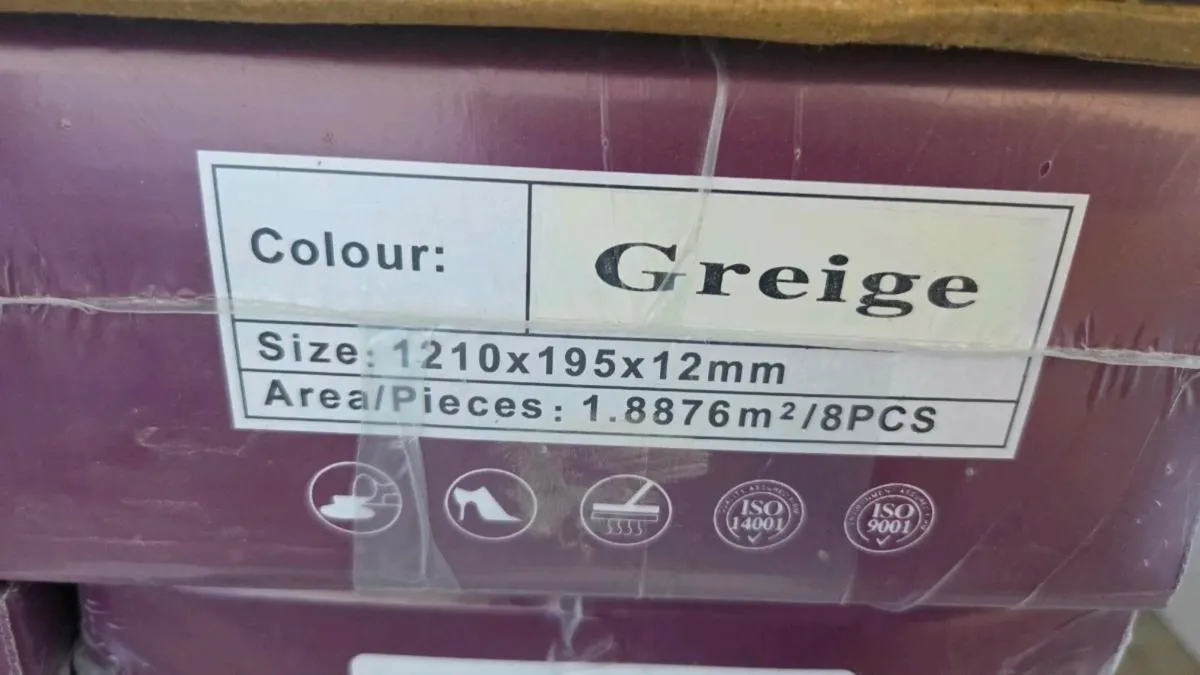 Colour: Greige
Size: 1210x195x12mm
Area/Pieces: 1.8876m²/8PCS
ISO
14001
ISO
9001